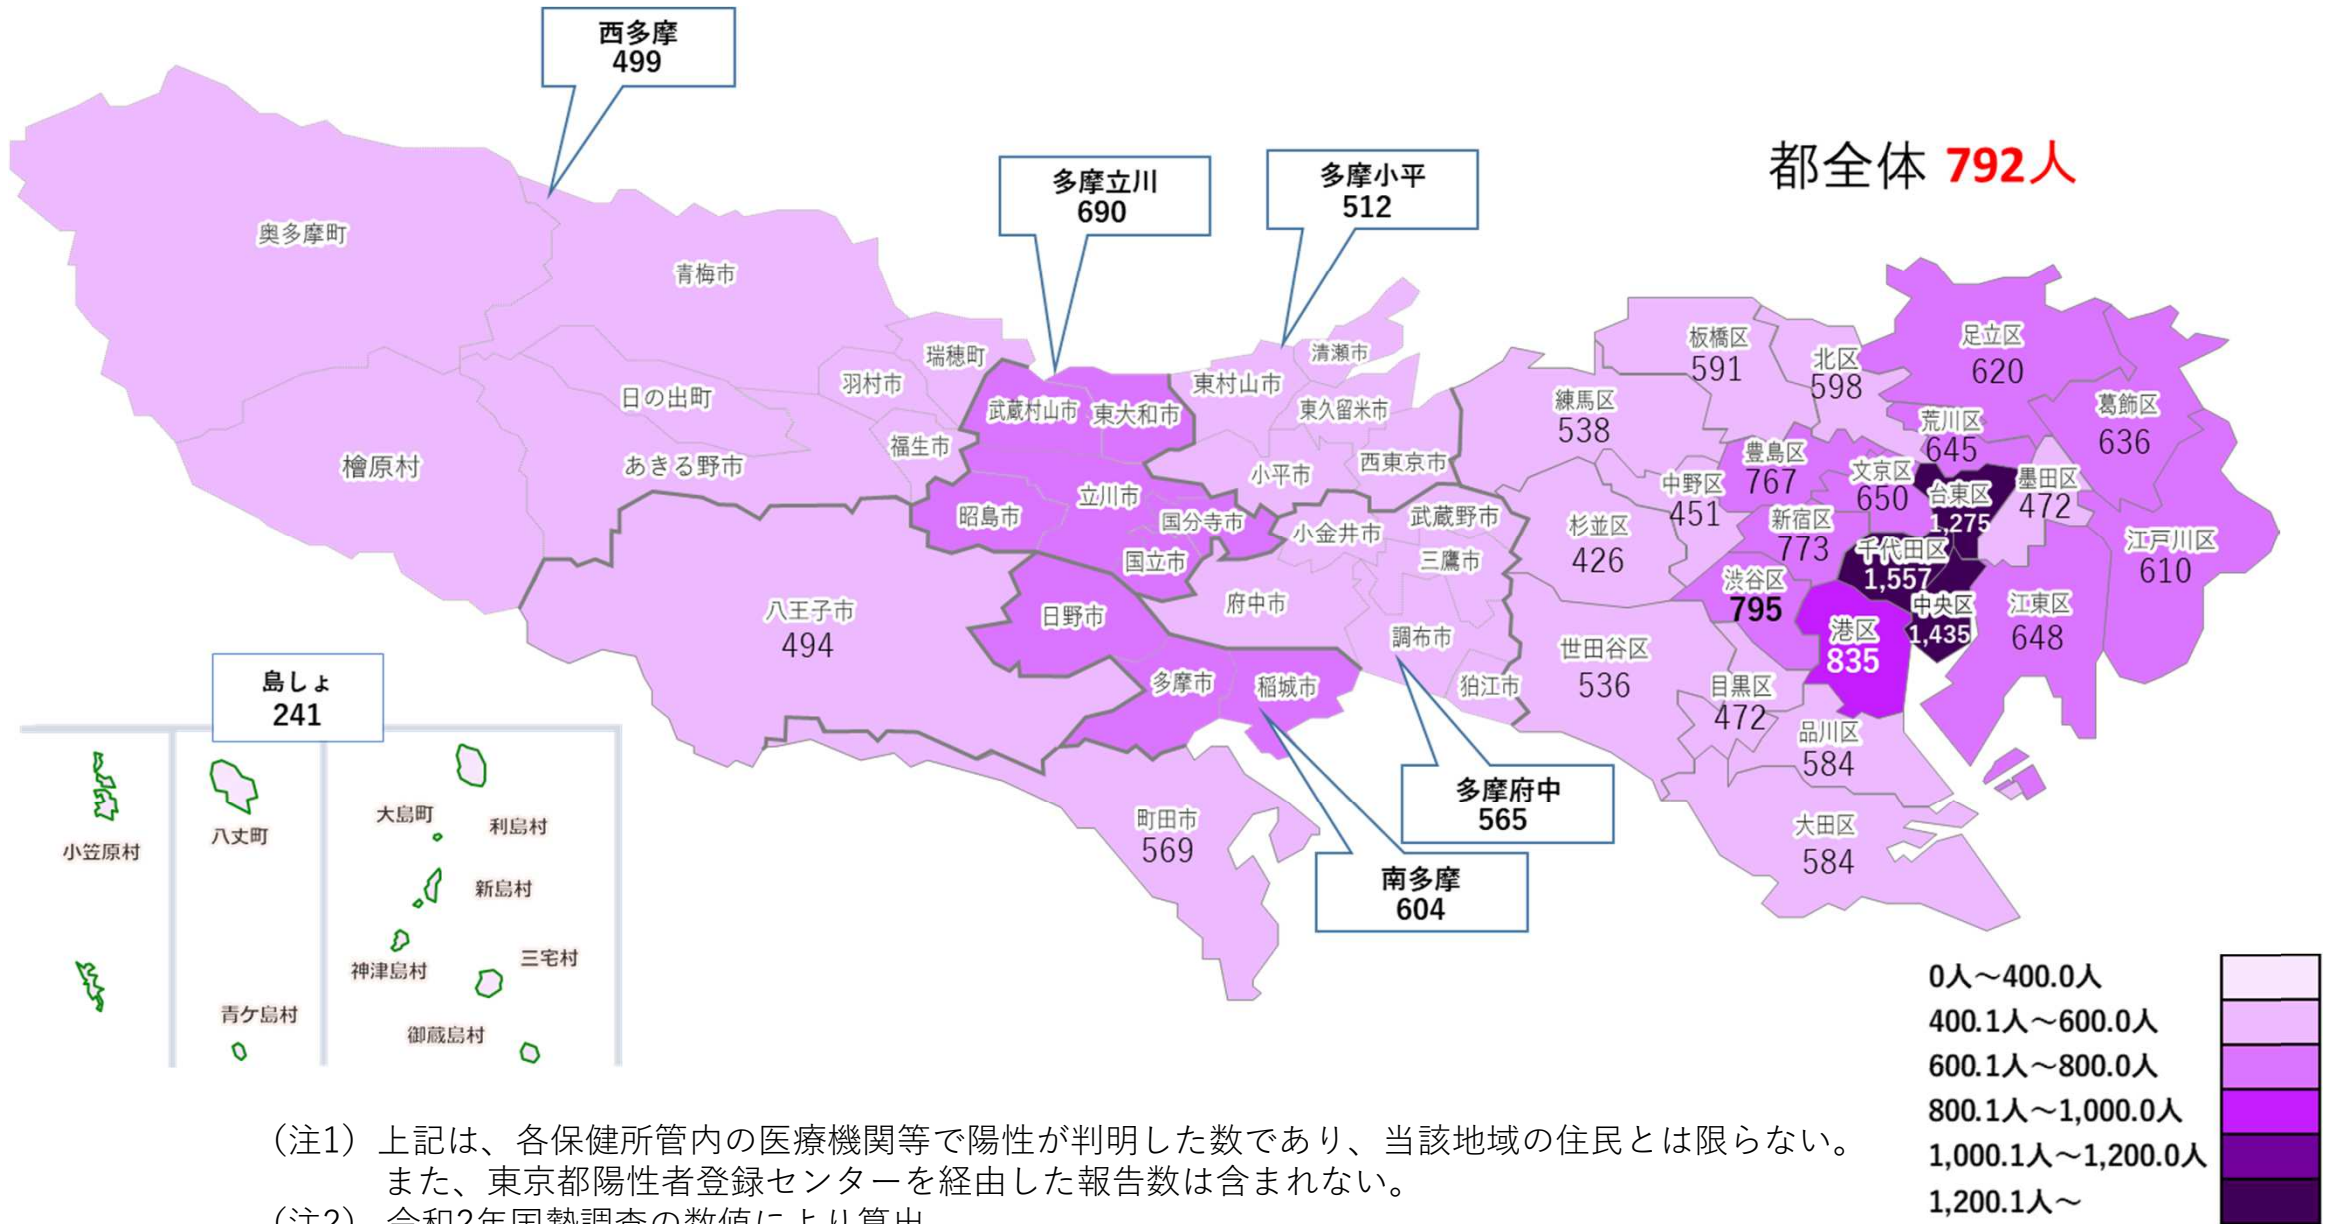 西多摩
499
多摩立川
690
多摩小平
512
都全体 792人
奥多摩町
青梅市
瑞穂町
羽村市
日の出町
福生市
檜原村
あきる野市
武蔵村山市
東大和市
東村山市
清瀬市
東久留米市
小平市
西東京市
昭島市
立川市
国分寺市
国立市
小金井市
武蔵野市
三鷹市
府中市
調布市
狛江市
八王子市
494
日野市
多摩市
稲城市
町田市
569
多摩府中
565
南多摩
604
板橋区
591
北区
598
足立区
620
葛飾区
636
練馬区
538
荒川区
645
豊島区
767
文京区
650
台東区
1,275
墨田区
472
中野区
451
新宿区
773
杉並区
426
千代田区
1,557
江戸川区
610
渋谷区
795
中央区
1,435
江東区
648
港区
835
世田谷区
536
目黒区
472
品川区
584
大田区
584
島しょ
241
小笠原村
八丈町
青ケ島村
大島町
利島村
新島村
神津島村
三宅村
御蔵島村
0人～400.0人
400.1人～600.0人
600.1人～800.0人
800.1人～1,000.0人
1,000.1人～1,200.0人
1,200.1人～
（注1）上記は、各保健所管内の医療機関等で陽性が判明した数であり、当該地域の住民とは限らない。
また、東京都陽性者登録センターを経由した報告数は含まれない。
（注2） 令和2年国勢調査の数値により算出